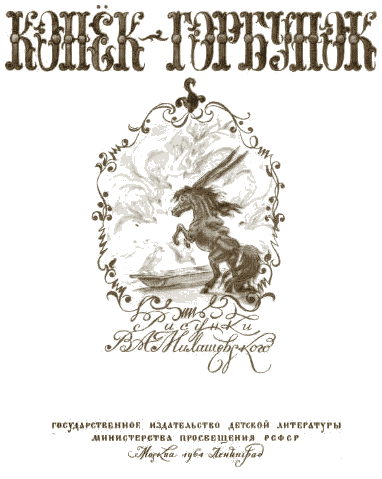 КОНЁК-ГОРБУНОК
Рисунки
В.А. Милашевского
ГОСУДАРСТВЕННОЕ ИЗДАТЕЛЬСТВО ДЕТСКОЙ ЛИТЕРАТУРЫ
МИНИСТЕРСТВА ПРОСВЕЩЕНИЯ РСФСР
Москва 1961 Ленинград